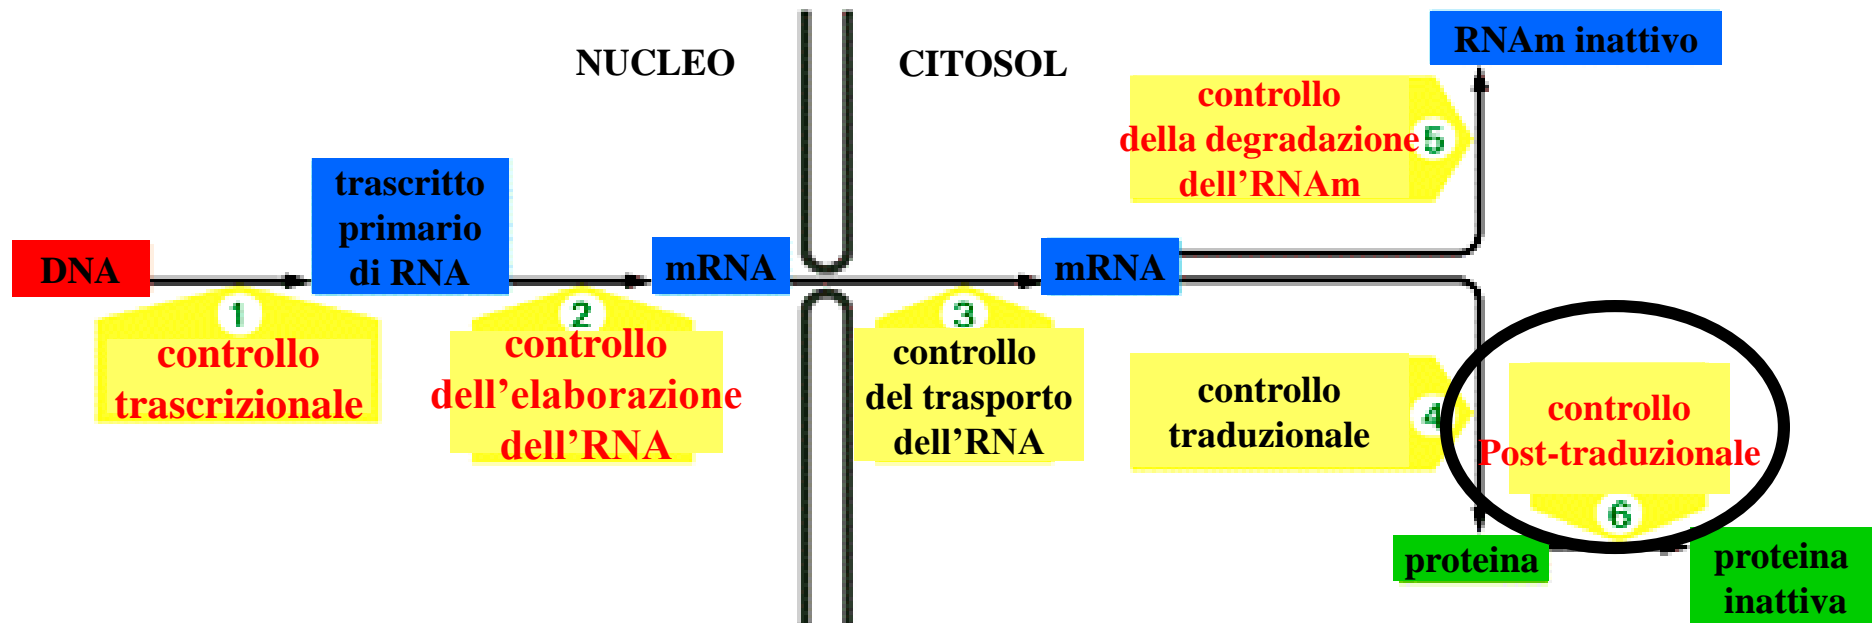 NUCLEO
CITOSOL
RNAm inattivo
controllo
della degradazione
dell’RNAm
5
trascritto
primario
di RNA
DNA
mRNA
mRNA
1
controllo
trascrizionale
2
controllo
dell’elaborazione
dell’RNA
3
controllo
del trasporto
dell’RNA
controllo
traduzionale
4
controllo
Post-traduzionale
6
proteina
proteina
inattiva